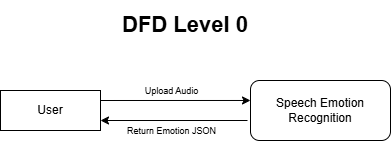 DFD Level 0
Upload Audio
User
Speech Emotion
Recognition
Return Emotion JSON